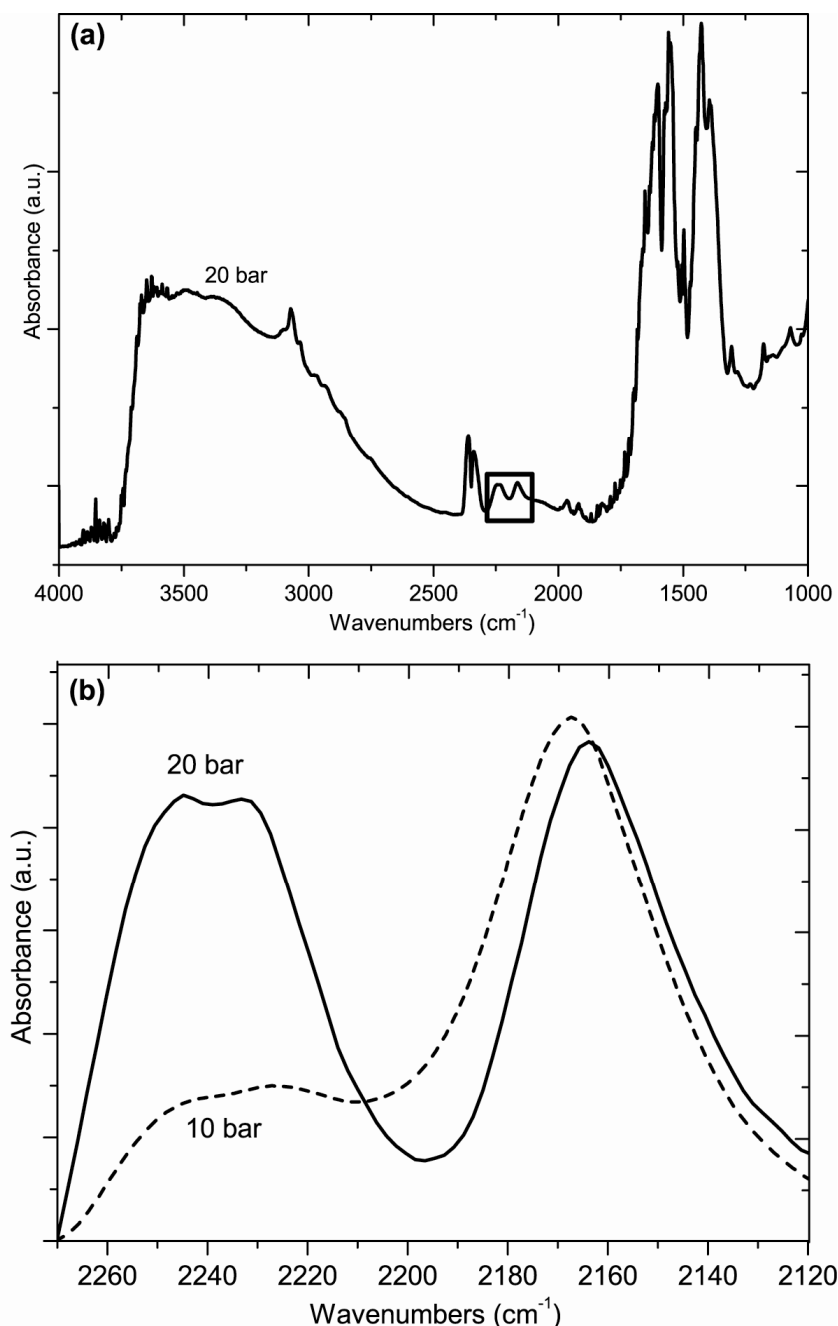 (a)
Absorbance (a.u.)
20 bar
4000 3500 3000 2500 2000 1500 1000
Wavenumbers (cm⁻¹)
(b)
Absorbance (a.u.)
20 bar
10 bar
2260 2240 2220 2200 2180 2160 2140 2120
Wavenumbers (cm⁻¹)